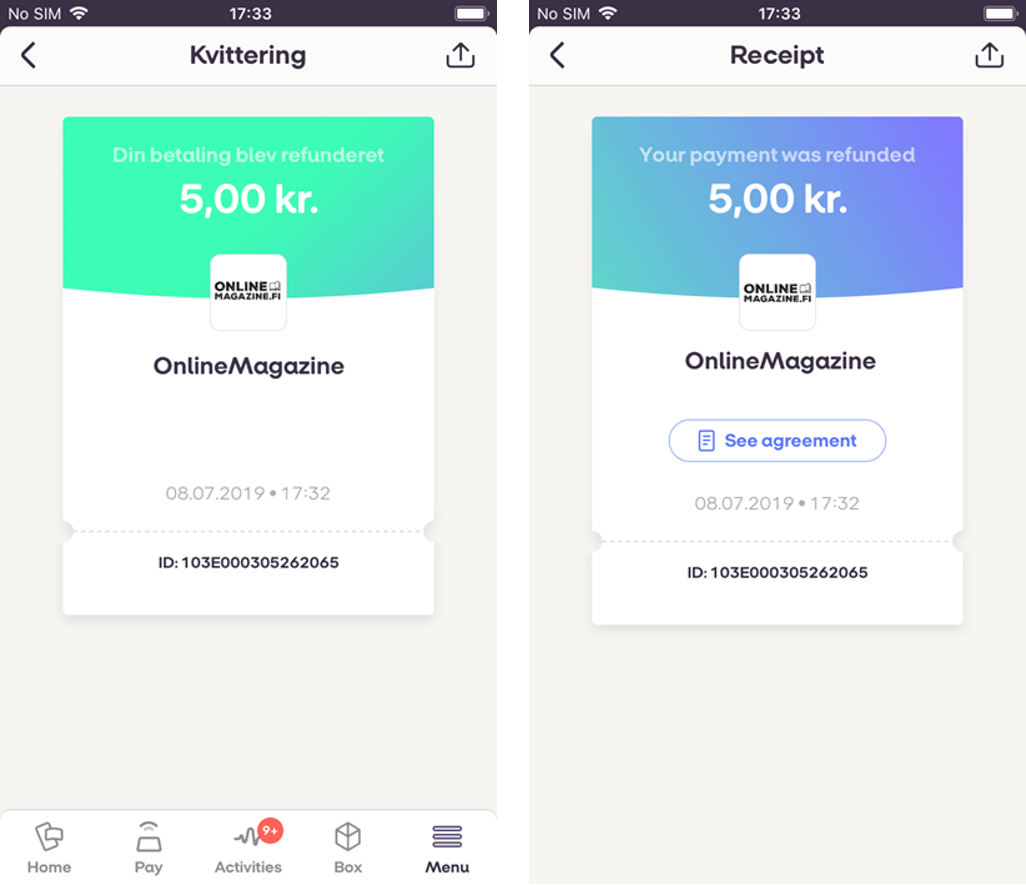 No SIM 17:33
Kvittering
Din betaling blev refunderet
5,00 kr.
ONLINE
MAGAZINE.FI
OnlineMagazine
08.07.2019 • 17:32
ID: 103E000305262065
Home Pay Activities 9+ Box Menu
No SIM 17:33
Receipt
Your payment was refunded
5,00 kr.
ONLINE
MAGAZINE.FI
OnlineMagazine
See agreement
08.07.2019 • 17:32
ID: 103E000305262065